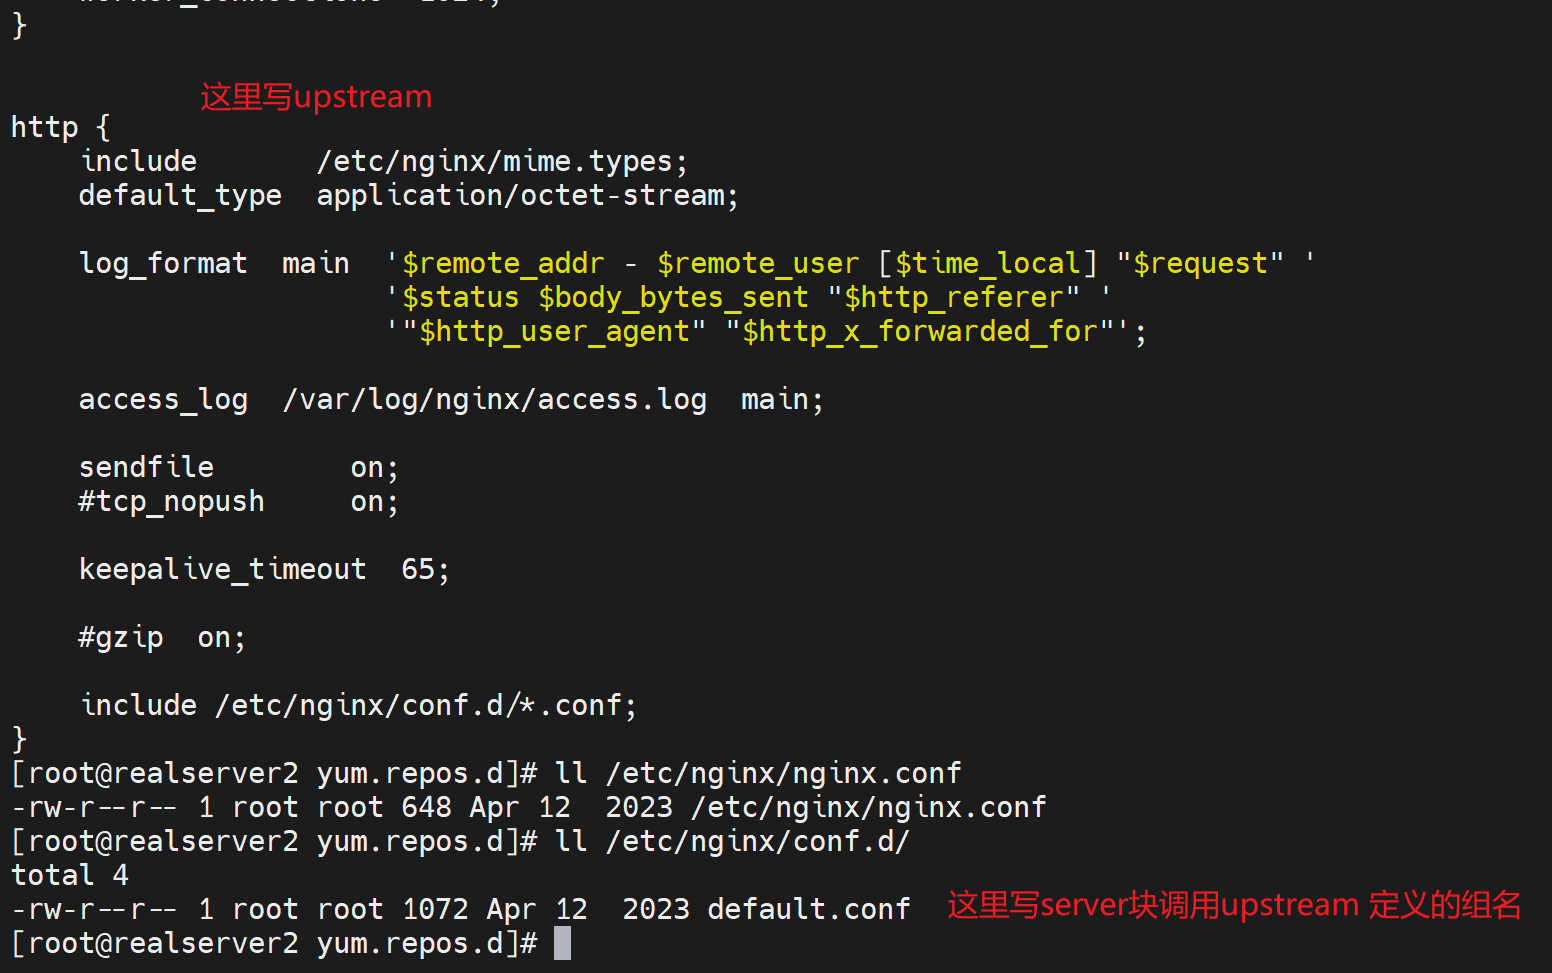 }
这里写upstream
http {
    include       /etc/nginx/mime.types;
    default_type  application/octet-stream;
    log_format  main  '$remote_addr - $remote_user [$time_local] "$request" '
                      '$status $body_bytes_sent "$http_referer" '
                      '"$http_user_agent" "$http_x_forwarded_for"';
    access_log  /var/log/nginx/access.log  main;
    sendfile        on;
    #tcp_nopush     on;
    keepalive_timeout  65;
    #gzip  on;
    include /etc/nginx/conf.d/*.conf;
}
[root@realserver2 yum.repos.d]# ll /etc/nginx/nginx.conf
-rw-r--r-- 1 root root 648 Apr 12  2023 /etc/nginx/nginx.conf
[root@realserver2 yum.repos.d]# ll /etc/nginx/conf.d/
total 4
-rw-r--r-- 1 root root 1072 Apr 12  2023 default.conf 这里写server块调用upstream 定义的组名
[root@realserver2 yum.repos.d]#